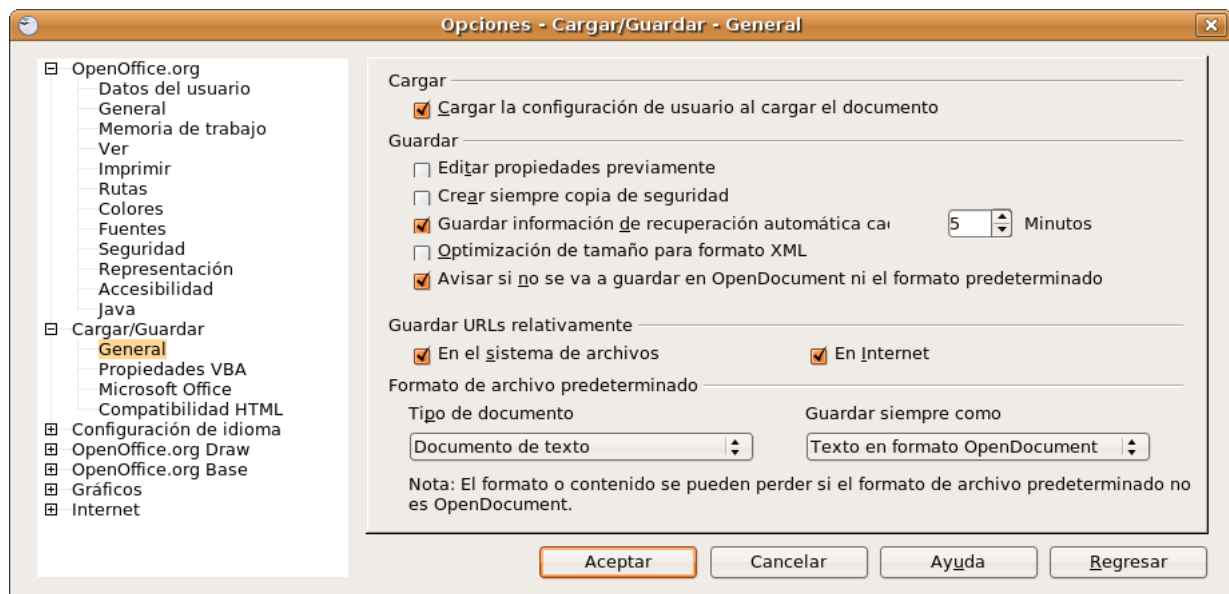 Opciones - Cargar/Guardar - General
OpenOffice.org
Datos del usuario
General
Memoria de trabajo
Ver
Imprimir
Rutas
Colores
Fuentes
Seguridad
Representación
Accesibilidad
Java
Cargar/Guardar
General
Propiedades VBA
Microsoft Office
Compatibilidad HTML
Configuración de idioma
OpenOffice.org Draw
OpenOffice.org Base
Gráficos
Internet
Cargar
Cargar la configuración de usuario al cargar el documento
Guardar
Editar propiedades previamente
Crear siempre copia de seguridad
Guardar información de recuperación automática cac 5 Minutos
Optimización de tamaño para formato XML
Avisar si no se va a guardar en OpenDocument ni el formato predeterminado
Guardar URLs relativamente
En el sistema de archivos En Internet
Formato de archivo predeterminado
Tipo de documento Guardar siempre como
Documento de texto Texto en formato OpenDocument
Nota: El formato o contenido se pueden perder si el formato de archivo predeterminado no
es OpenDocument.
Aceptar Cancelar Ayuda Regresar